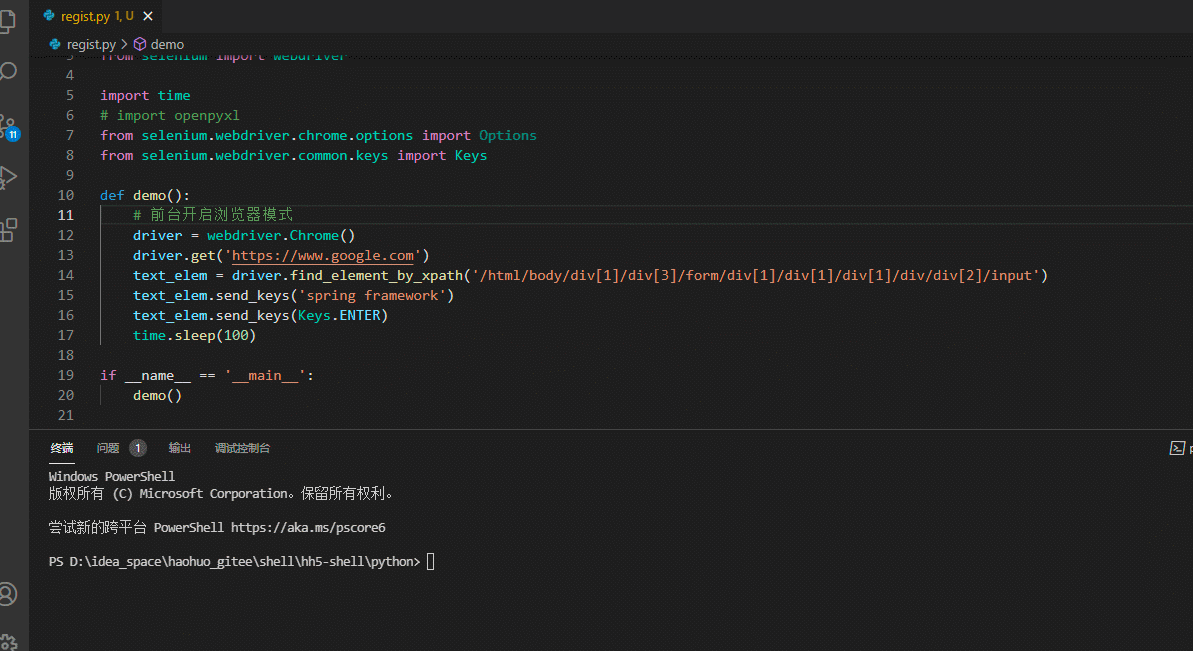 regist.py 1, U
regist.py > demo
3 from selenium import webdriver
4
5 import time
6 # import openpyxl
7 from selenium.webdriver.chrome.options import Options
8 from selenium.webdriver.common.keys import Keys
9
10 def demo():
11 # 前台开启浏览器模式
12 driver = webdriver.Chrome()
13 driver.get('https://www.google.com')
14 text_elem = driver.find_element_by_xpath('/html/body/div[1]/div[3]/form/div[1]/div[1]/div[1]/div/div[2]/input')
15 text_elem.send_keys('spring framework')
16 text_elem.send_keys(Keys.ENTER)
17 time.sleep(100)
18
19 if __name__ == '__main__':
20 demo()
21
11
终端 问题 1 输出 调试控制台
Windows PowerShell
版权所有 (C) Microsoft Corporation。保留所有权利。
尝试新的跨平台 PowerShell https://aka.ms/pscore6
PS D:\idea_space\haohuo_gitee\shell\hh5-shell\python>